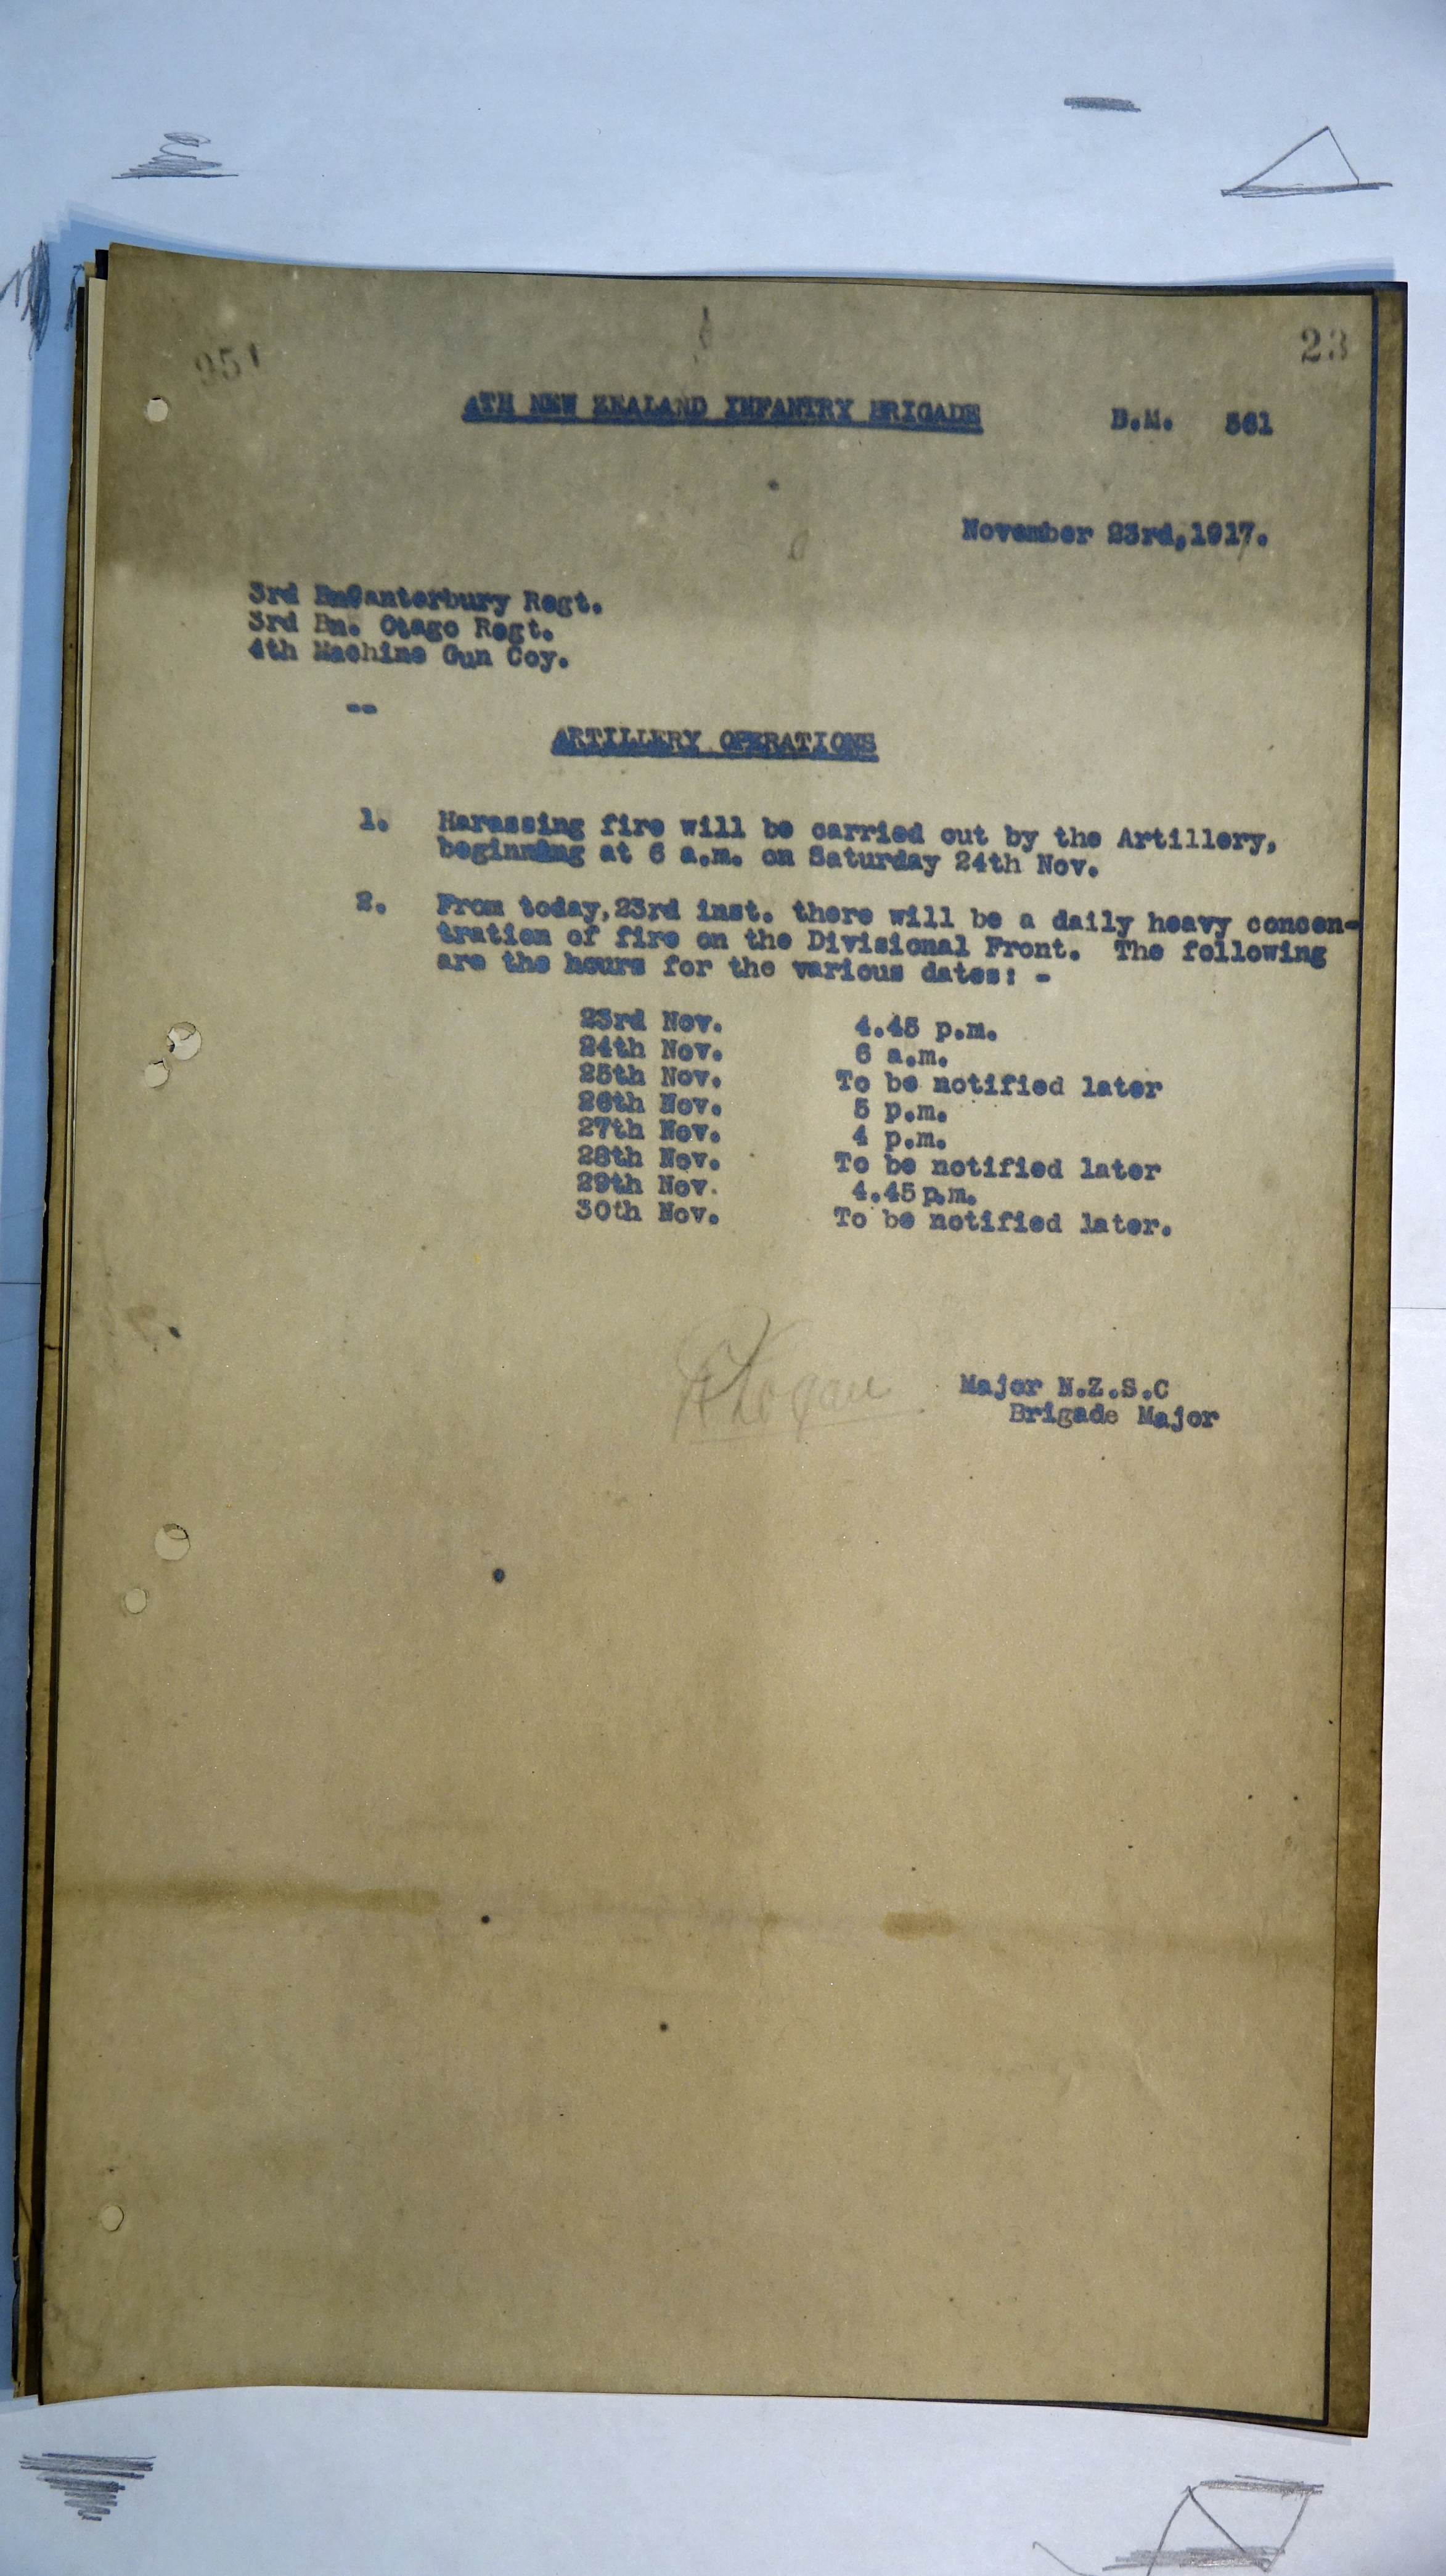 951
23
4TH NEW ZEALAND INFANTRY BRIGADE B.M. 561
November 23rd, 1917.
3rd BnCanterbury Regt.
3rd Bn. Otago Regt.
4th Machine Gun Coy.
--
ARTILLERY OPERATIONS
1. Harassing fire will be carried out by the Artillery,
beginning at 6 a.m. on Saturday 24th Nov.
2. From today,23rd inst. there will be a daily heavy concen-
tration of fire on the Divisional Front. The following
are the hours for the various dates: -
23rd Nov. 4.45 p.m.
24th Nov. 6 a.m.
25th Nov. To be notified later
26th Nov. 5 p.m.
27th Nov. 4 p.m.
28th Nov. To be notified later
29th Nov. 4.45 p.m.
30th Nov. To be notified later.
Major N.Z.S.C
Brigade Major